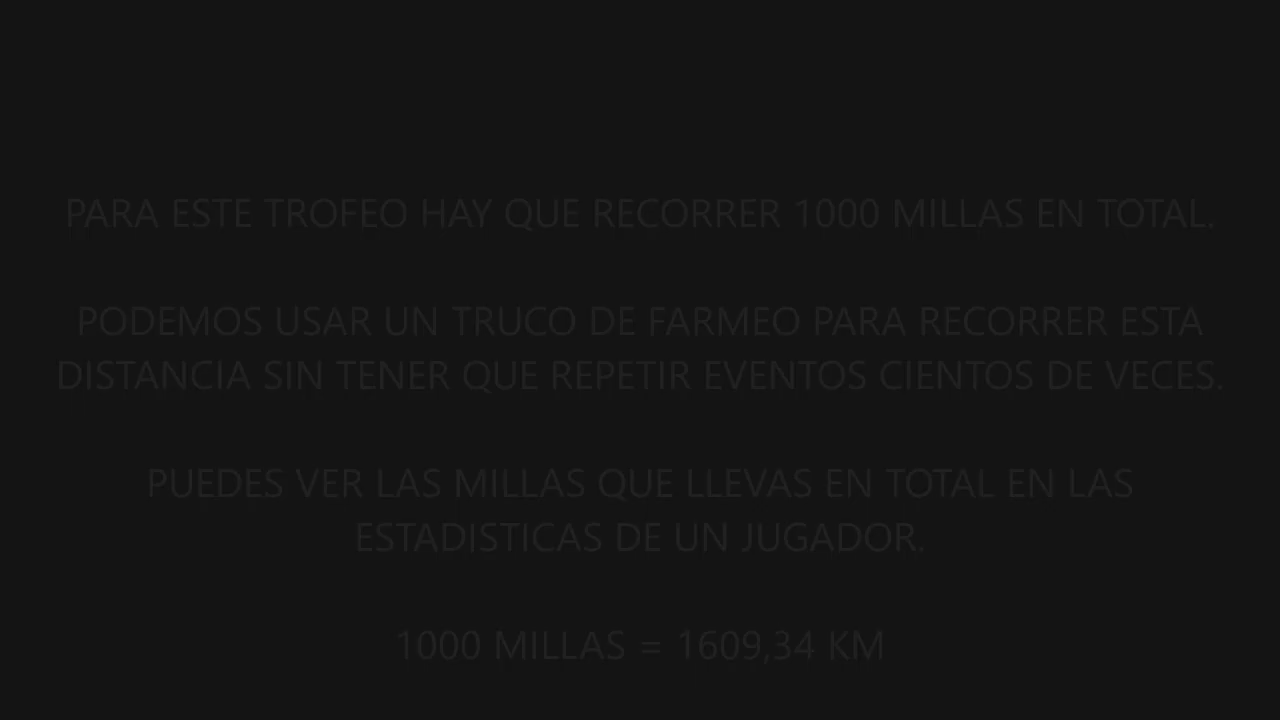 PARA ESTE TROFEO HAY QUE RECORRER 1000 MILLAS EN TOTAL.
PODEMOS USAR UN TRUCO DE FARMEO PARA RECORRER ESTA
DISTANCIA SIN TENER QUE REPETIR EVENTOS CIENTOS DE VECES.
PUEDES VER LAS MILLAS QUE LLEVAS EN TOTAL EN LAS
ESTADISTICAS DE UN JUGADOR.
1000 MILLAS = 1609,34 KM